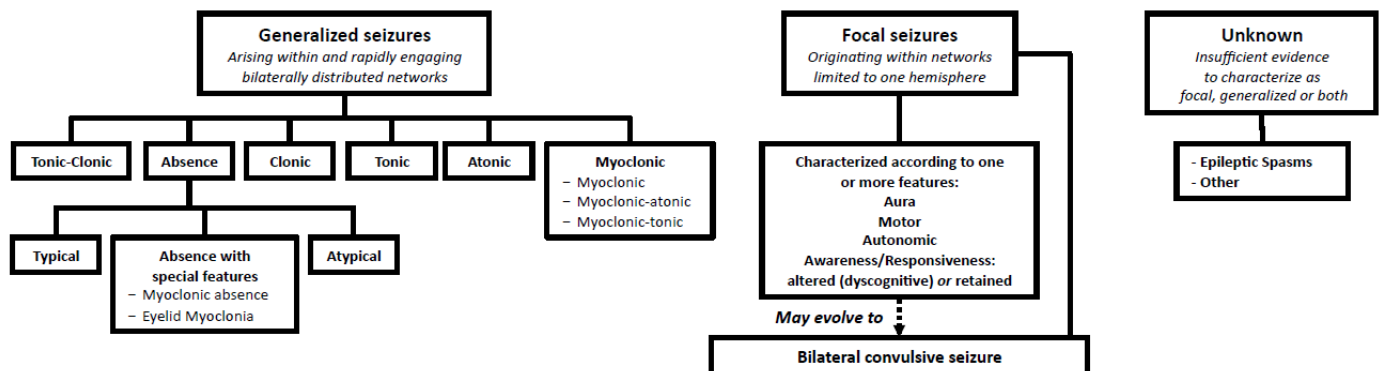 Generalized seizures
Arising within and rapidly engaging
bilaterally distributed networks
Tonic-Clonic
Absence
Clonic
Tonic
Atonic
Myoclonic
– Myoclonic
– Myoclonic-atonic
– Myoclonic-tonic
Typical
Absence with
special features
– Myoclonic absence
– Eyelid Myoclonia
Atypical
Focal seizures
Originating within networks
limited to one hemisphere
Characterized according to one
or more features:
Aura
Motor
Autonomic
Awareness/Responsiveness:
altered (dyscognitive) or retained
May evolve to
Bilateral convulsive seizure
Unknown
Insufficient evidence
to characterize as
focal, generalized or both
- Epileptic Spasms
- Other